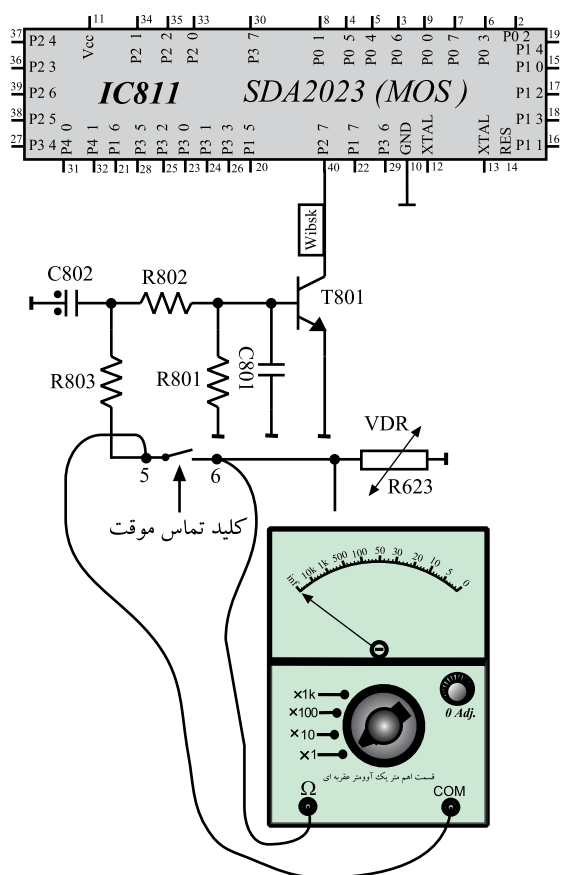 11 34 35 33 30 8 4 5 3 9 7 6 2
37 P2 4 Vcc P2 1 P2 2 P2 0 P3 7 P0 1 P0 5 P0 4 P0 6 P0 0 P0 7 P0 3 P0 2 19
P1 4
36 P2 3 P1 0 15
39 P2 6 IC811 SDA2023 (MOS) P1 2 17
38 P2 5 P1 3 18
27 P3 4 P4 0 P4 1 P1 6 P3 5 P3 2 P3 0 P3 1 P3 3 P1 5 P2 7 P1 7 P3 6 GND XTAL XTAL RES P1 1 16
31 32 21 28 25 23 24 26 20 40 22 29 10 12 13 14
Wibsk
C802 R802 T801
R803 R801 C801
VDR
5 6
R623
کلید تماس موقت
inf 10k 1k 500 100 50 30 20 10 5 0
×1k
×100
×10
×1
0 Adj.
قسمت اهم متر یک آوومتر عقربه ای
Ω COM